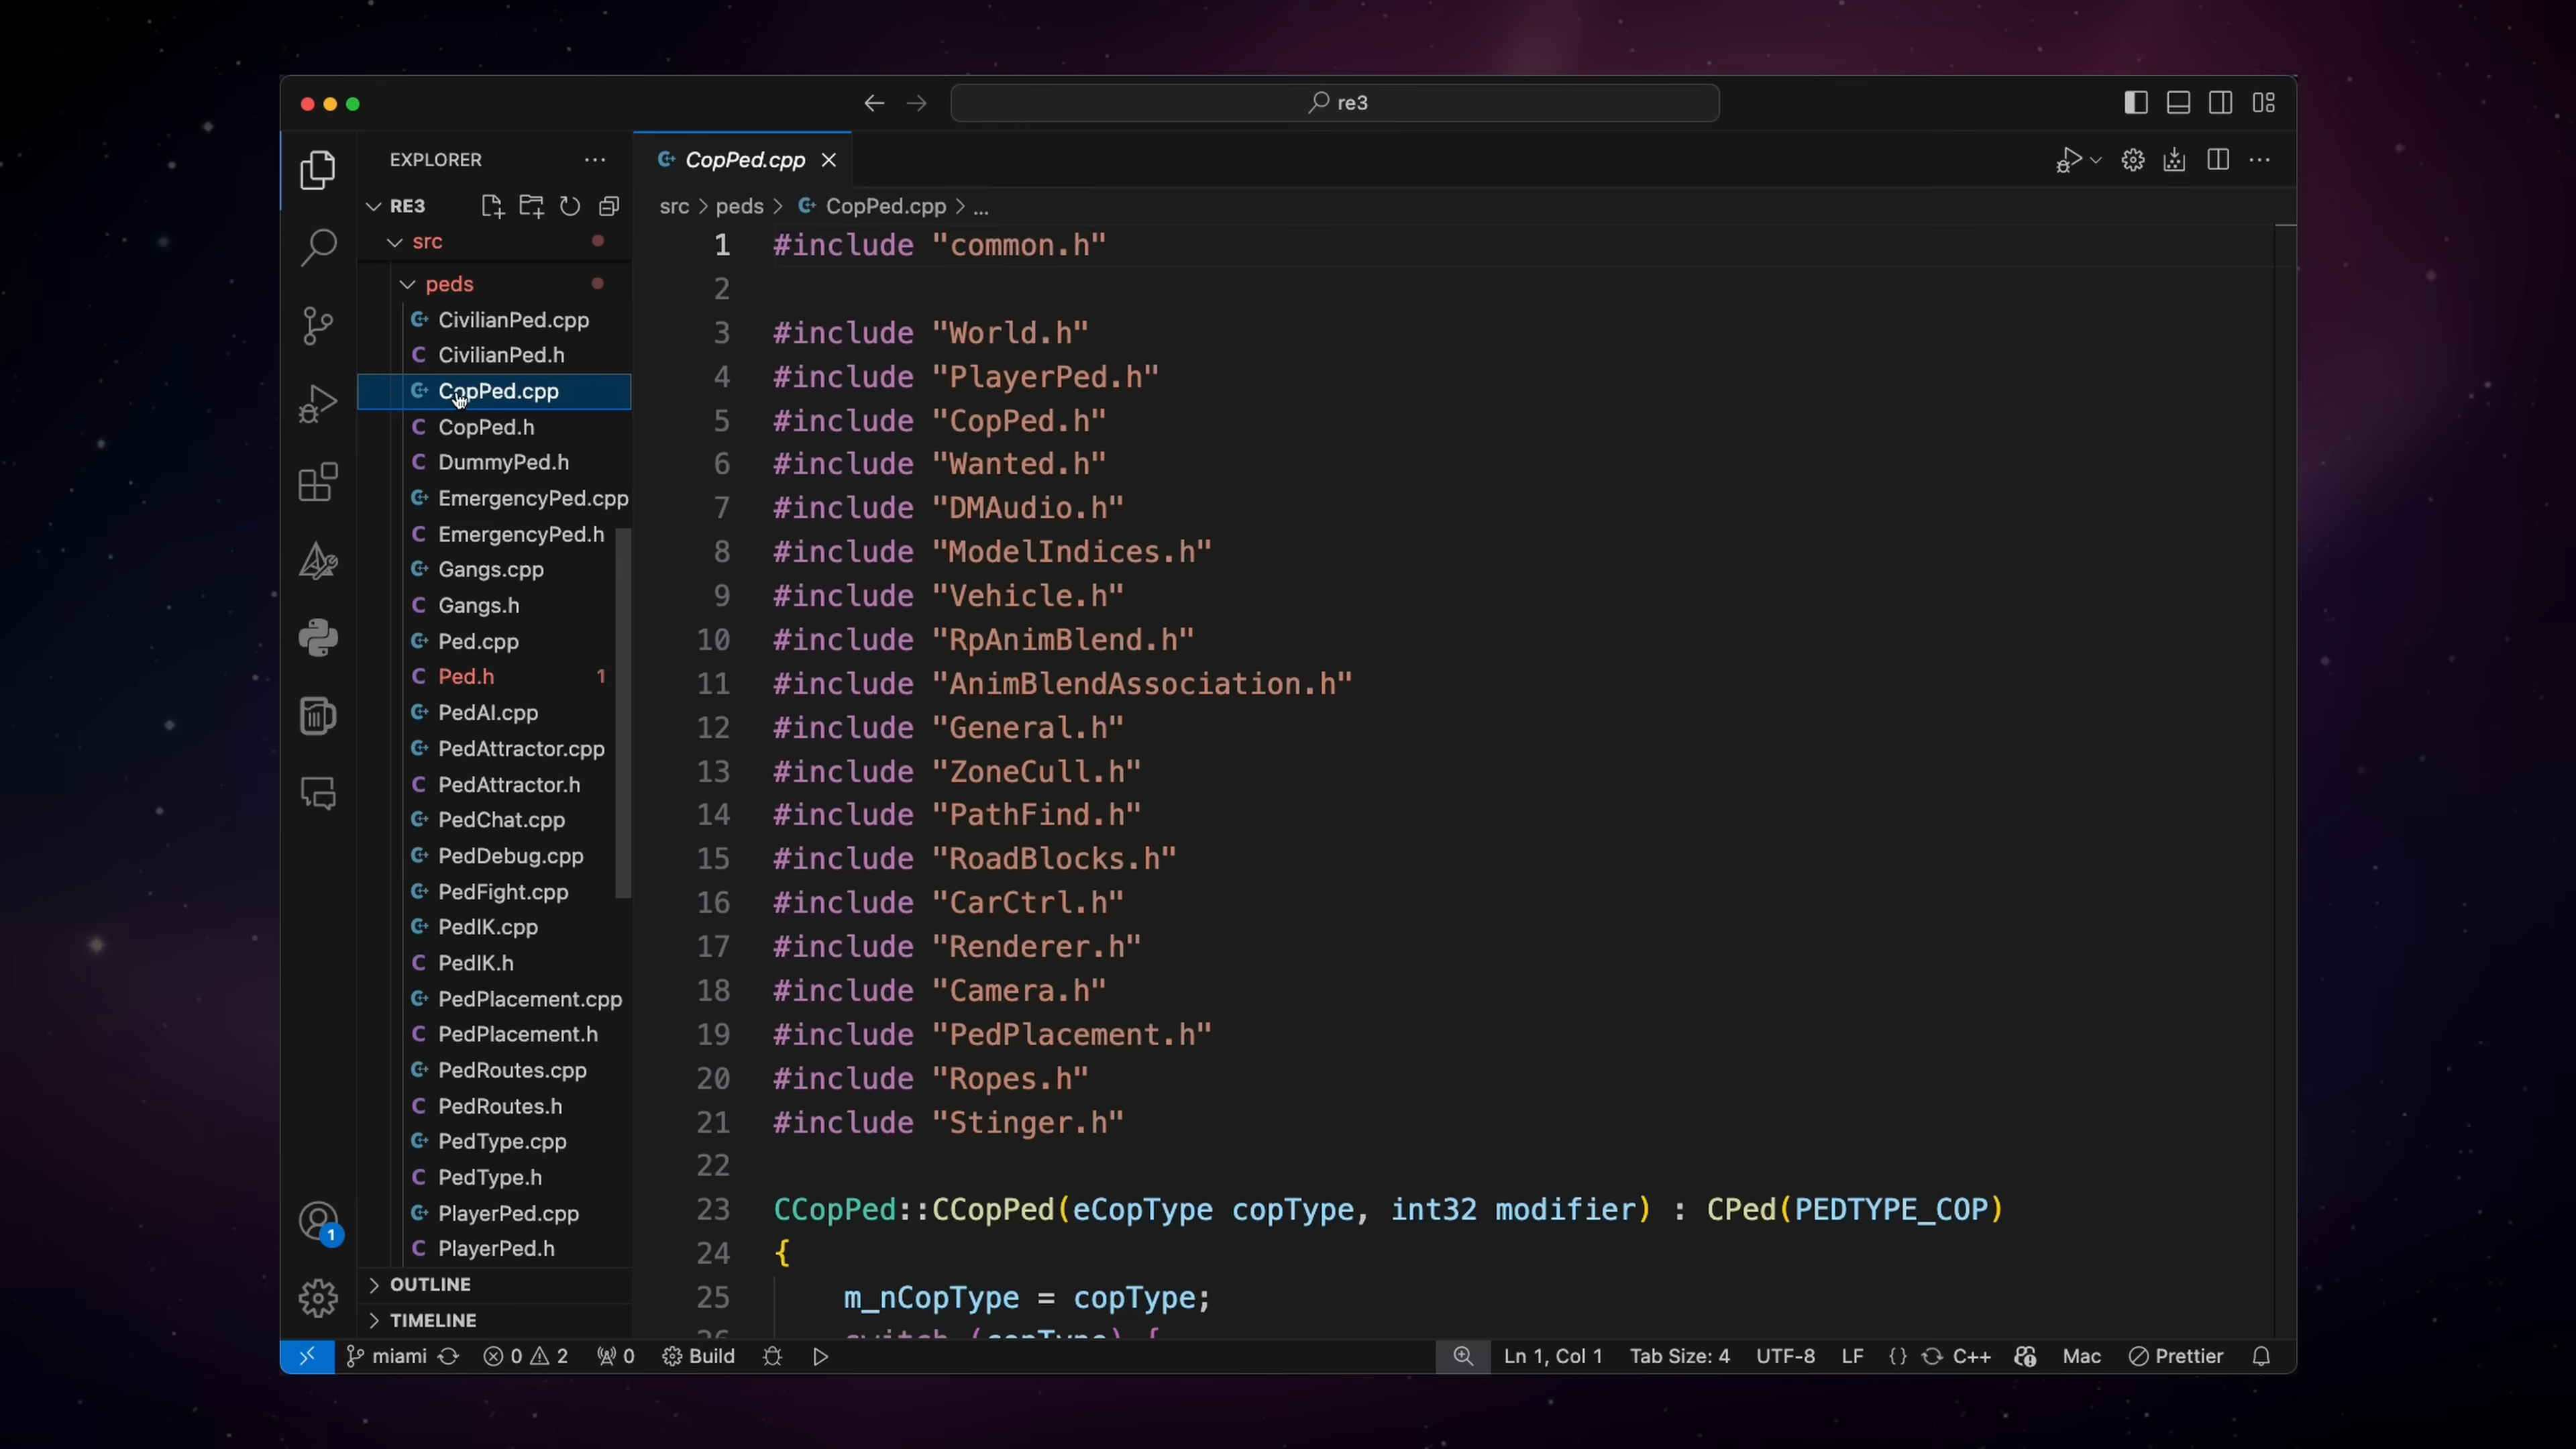 re3
EXPLORER
RE3
src
peds
CivilianPed.cpp
CivilianPed.h
CopPed.cpp
CopPed.h
DummyPed.h
EmergencyPed.cpp
EmergencyPed.h
Gangs.cpp
Gangs.h
Ped.cpp
Ped.h 1
PedAI.cpp
PedAttractor.cpp
PedAttractor.h
PedChat.cpp
PedDebug.cpp
PedFight.cpp
PedIK.cpp
PedIK.h
PedPlacement.cpp
PedPlacement.h
PedRoutes.cpp
PedRoutes.h
PedType.cpp
PedType.h
PlayerPed.cpp
PlayerPed.h
OUTLINE
TIMELINE
1
CopPed.cpp
src > peds > CopPed.cpp > ...
1 #include "common.h"
2
3 #include "World.h"
4 #include "PlayerPed.h"
5 #include "CopPed.h"
6 #include "Wanted.h"
7 #include "DMAudio.h"
8 #include "ModelIndices.h"
9 #include "Vehicle.h"
10 #include "RpAnimBlend.h"
11 #include "AnimBlendAssociation.h"
12 #include "General.h"
13 #include "ZoneCull.h"
14 #include "PathFind.h"
15 #include "RoadBlocks.h"
16 #include "CarCtrl.h"
17 #include "Renderer.h"
18 #include "Camera.h"
19 #include "PedPlacement.h"
20 #include "Ropes.h"
21 #include "Stinger.h"
22
23 CCopPed::CCopPed(eCopType copType, int32 modifier) : CPed(PEDTYPE_COP)
24 {
25 m_nCopType = copType;
26 switch (copType) {
miami 0 2 0 Build Ln 1, Col 1 Tab Size: 4 UTF-8 LF {} C++ Mac Prettier